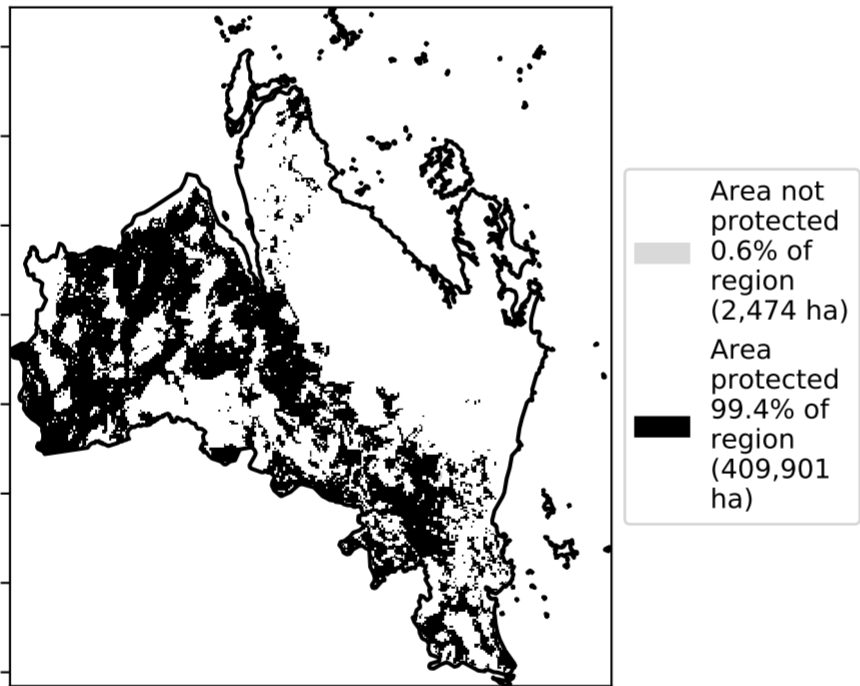 Area not
protected
0.6% of
region
(2,474 ha)
Area
protected
99.4% of
region
(409,901
ha)